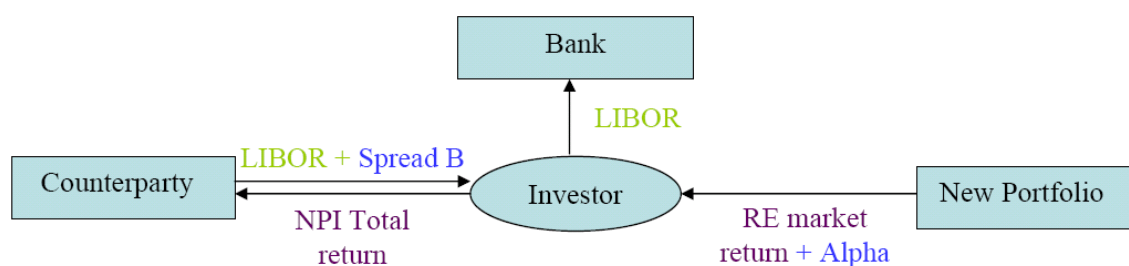 Bank
LIBOR
LIBOR + Spread B
Counterparty
Investor
New Portfolio
NPI Total
return
RE market
return + Alpha